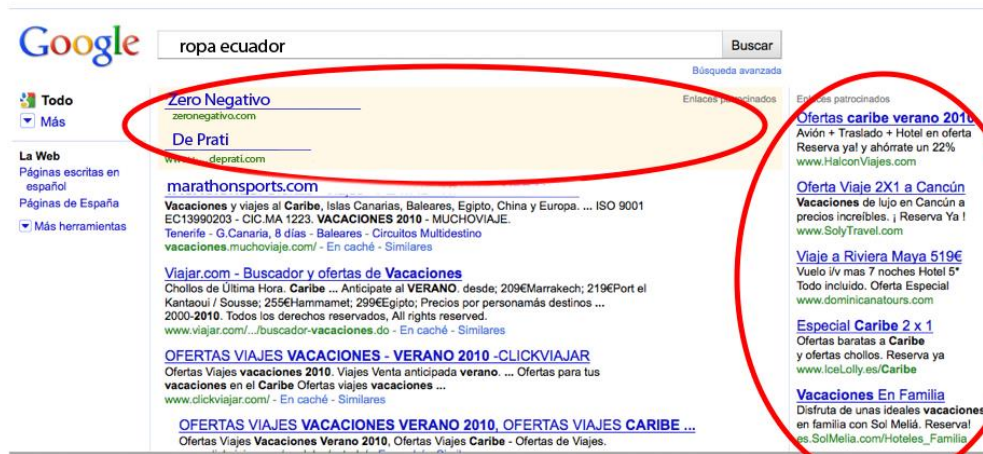 Google
ropa ecuador
Buscar
Búsqueda avanzada
Todo
Más
La Web
Páginas escritas en
español
Páginas de España
Más herramientas
Zero Negativo
Enlaces patrocinados
zeronegativo.com
De Prati
deprati.com
marathonsports.com
Vacaciones y viajes al Caribe, Islas Canarias, Baleares, Egipto, China y Europa. ... ISO 9001
EC13990203 - CIC.MA 1223. VACACIONES 2010 - MUCHOVIAJE.
Tenerife - G.Canaria, 8 días - Baleares - Circuitos Multidestino
vacaciones.muchoviaje.com/ - En caché - Similares
Viajar.com - Buscador y ofertas de Vacaciones
Chollos de Última Hora. Caribe ... Anticipate al VERANO. desde; 209€Marrakech; 219€Port el
Kantaoui / Sousse; 255€Hammamet; 299€Egipto; Precios por personamás destinos ...
2000-2010. Todos los derechos reservados, All rights reserved.
www.viajar.com/.../buscador-vacaciones.do - En caché - Similares
OFERTAS VIAJES VACACIONES - VERANO 2010 -CLICKVIAJAR
Ofertas Viajes vacaciones 2010. Viajes Venta anticipada verano. ... Ofertas para tus
vacaciones en el Caribe Ofertas viajes vacaciones ...
www.clickviajar.com/ - En caché - Similares
OFERTAS VIAJES VACACIONES VERANO 2010, OFERTAS VIAJES CARIBE ...
Ofertas Viajes Vacaciones Verano 2010, Ofertas Viajes Caribe - Ofertas de Viajes.
Enlaces patrocinados
Ofertas caribe verano 2010
Avión + Traslado + Hotel en oferta
Reserva ya! y ahórrate un 22%
www.HalconViajes.com
Oferta Viaje 2X1 a Cancún
Vacaciones de lujo en Cancún a
precios increíbles. ¡ Reserva Ya !
www.SolyTravel.com
Viaje a Riviera Maya 519€
Vuelo i/v mas 7 noches Hotel 5*
Todo incluido. Oferta Especial
www.dominicanatours.com
Especial Caribe 2 x 1
Ofertas baratas a Caribe
y ofertas chollos. Reserva ya
www.IceLolly.es/Caribe
Vacaciones En Familia
Disfruta de unas ideales vacaciones
en familia con Sol Meliá. Reserva!
es.SolMelia.com/Hoteles_Familia